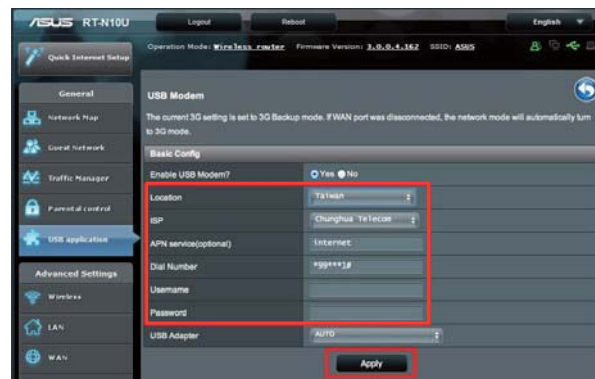 ASUS RT-N10U
Logout
Reboot
English
Operation Mode: Wireless router Firmware Version: 3.0.0.4.162 SSID: ASUS
Quick Internet Setup
General
Network Map
Guest Network
Traffic Manager
Parental control
USB application
Advanced Settings
Wireless
LAN
WAN
USB Modem
The current 3G setting is set to 3G Backup mode. If WAN port was disconnected, the network mode will automatically turn
to 3G mode.
Basic Config
Enable USB Modem? Yes No
Location Taiwan
ISP Chunghua Telecom
APN service(optional) internet
Dial Number *99***1#
Username
Password
USB Adapter AUTO
Apply